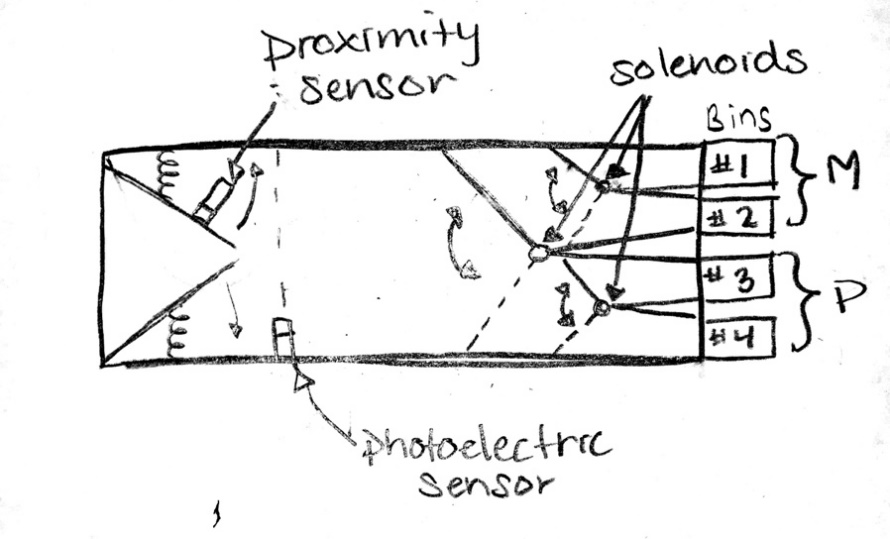 proximity
sensor
solenoids
Bins
#1
M
#2
#3
P
#4
photoelectric
sensor